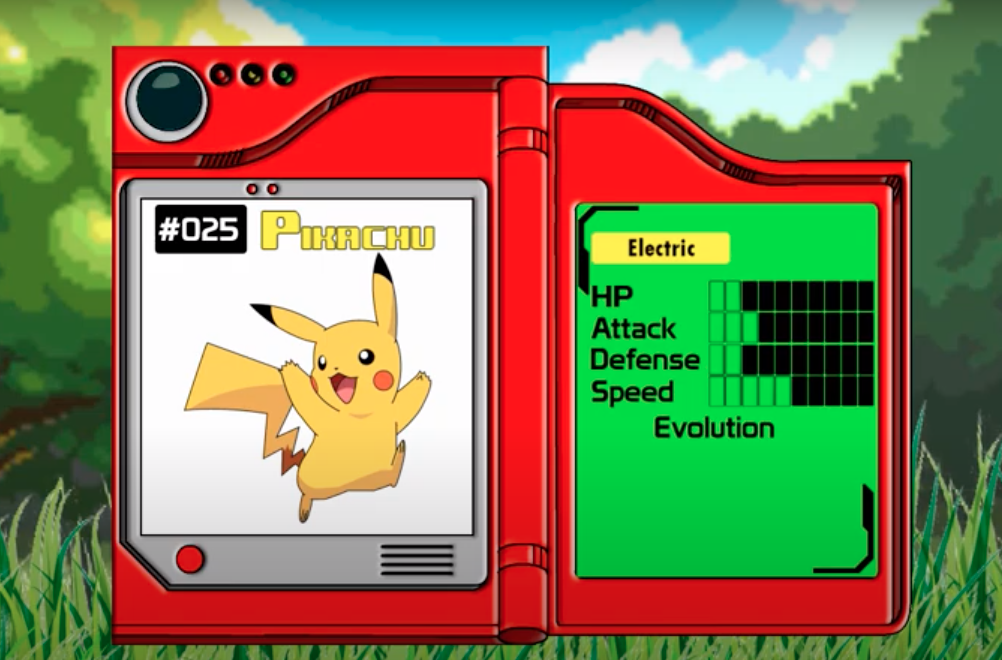 #025 Pikachu
Electric
HP
Attack
Defense
Speed
Evolution